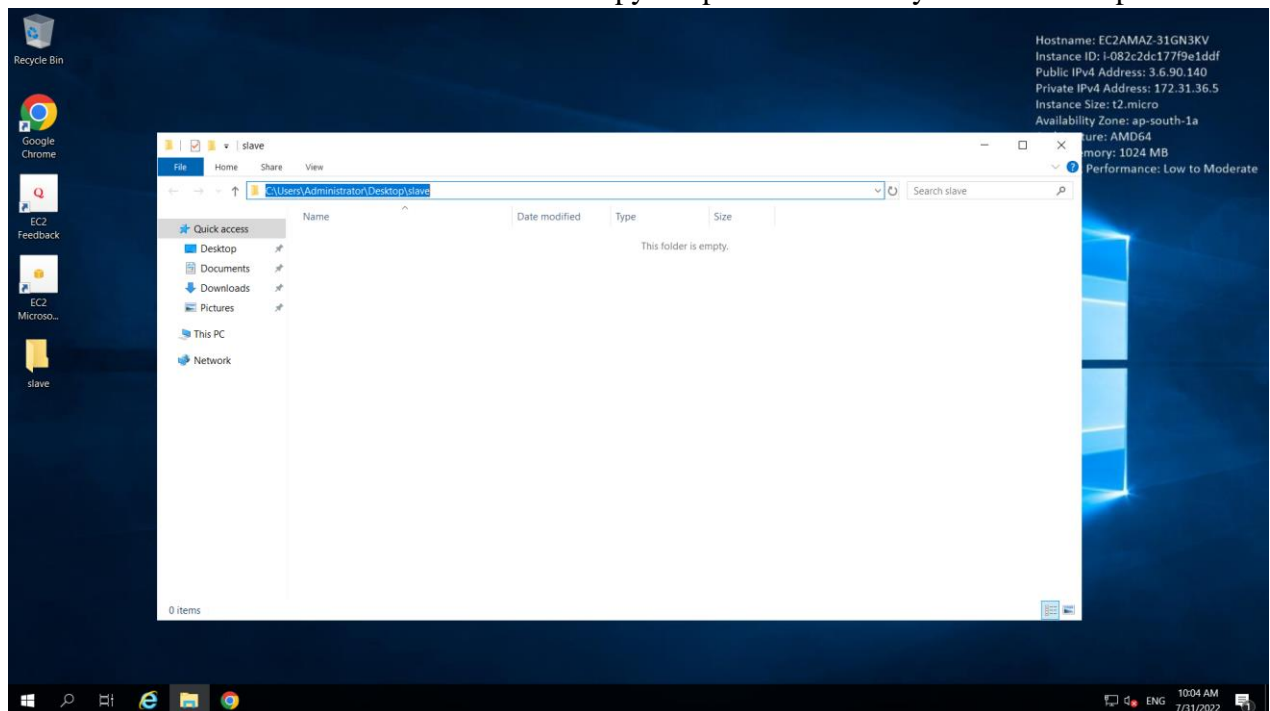 Recycle Bin
Google
Chrome
EC2
Feedback
EC2
Microso...
slave
Hostname: EC2AMAZ-31GN3KV
Instance ID: i-082c2dc177f9e1ddf
Public IPv4 Address: 3.6.90.140
Private IPv4 Address: 172.31.36.5
Instance Size: t2.micro
Availability Zone: ap-south-1a
ture: AMD64
mory: 1024 MB
Performance: Low to Moderate
slave
File Home Share View
C:\Users\Administrator\Desktop\slave
Search slave
Name Date modified Type Size
This folder is empty.
Quick access
Desktop
Documents
Downloads
Pictures
This PC
Network
0 items
ENG
10:04 AM
7/31/2022